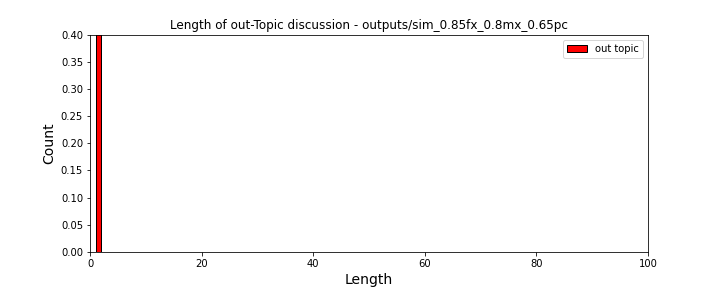 Length of out-Topic discussion - outputs/sim_0.85fx_0.8mx_0.65pc
out topic
0.40
0.35
0.30
0.25
0.20
0.15
0.10
0.05
0.00
Count
0 20 40 60 80 100
Length